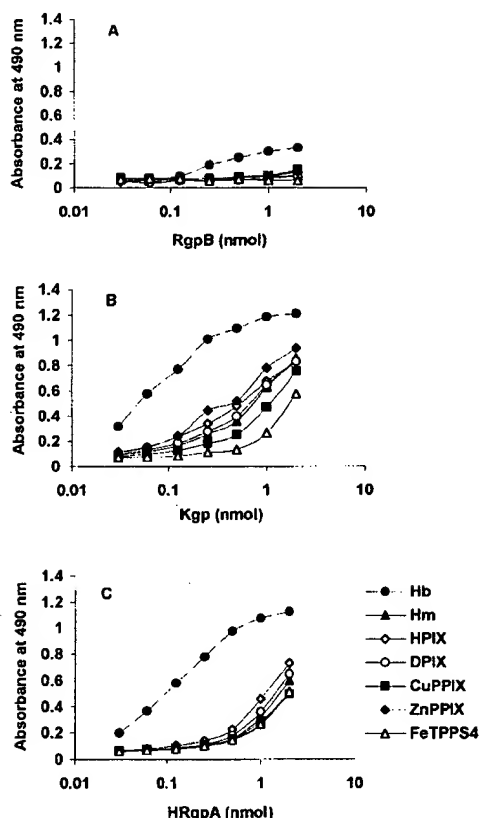 A
Absorbance at 490 nm
1.4
1.2
1
0.8
0.6
0.4
0.2
0
0.01
0.1
1
10
RgpB (nmol)
B
Absorbance at 490 nm
1.4
1.2
1
0.8
0.6
0.4
0.2
0
0.01
0.1
1
10
Kgp (nmol)
C
Absorbance at 490 nm
1.4
1.2
1
0.8
0.6
0.4
0.2
0
0.01
0.1
1
10
HRgpA (nmol)
Hb
Hm
HPIX
DPIX
CuPPIX
ZnPPIX
FeTPPS4